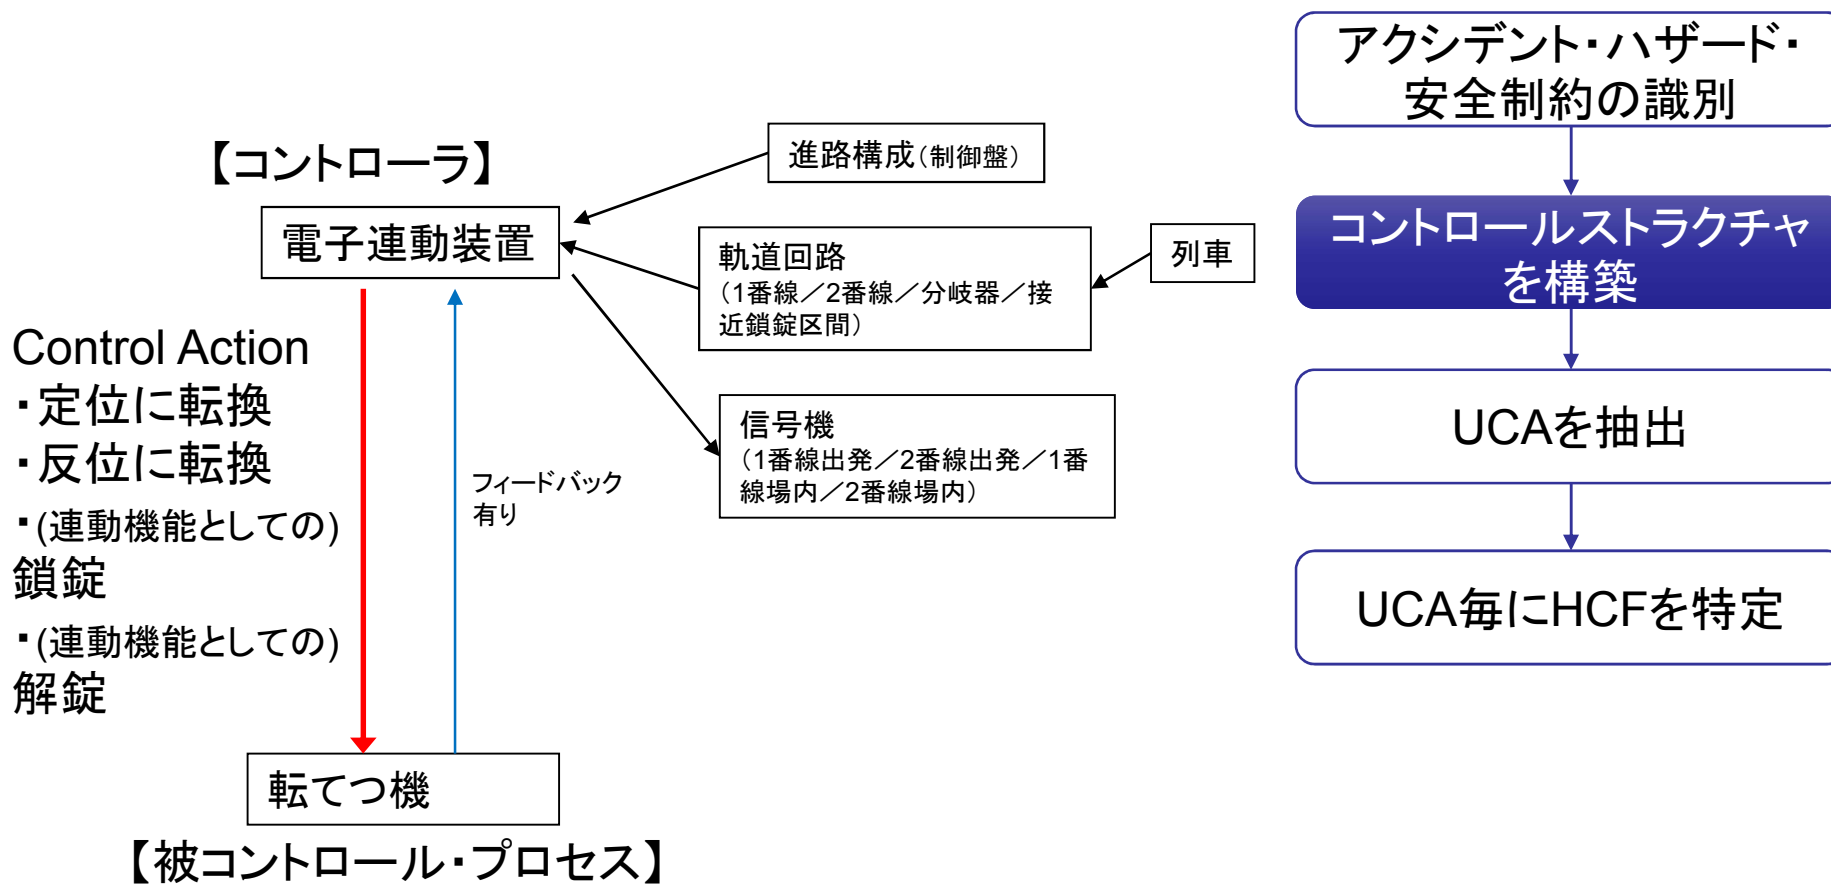 【コントローラ】
電子連動装置
進路構成（制御盤）
軌道回路
（1番線／2番線／分岐器／接
近鎖錠区間）
列車
信号機
（1番線出発／2番線出発／1番
線場内／2番線場内）
Control Action
・定位に転換
・反位に転換
・(連動機能としての)
鎖錠
・(連動機能としての)
解錠
フィードバック
有り
転てつ機
【被コントロール・プロセス】
アクシデント・ハザード・
安全制約の識別
コントロールストラクチャ
を構築
UCAを抽出
UCA毎にHCFを特定